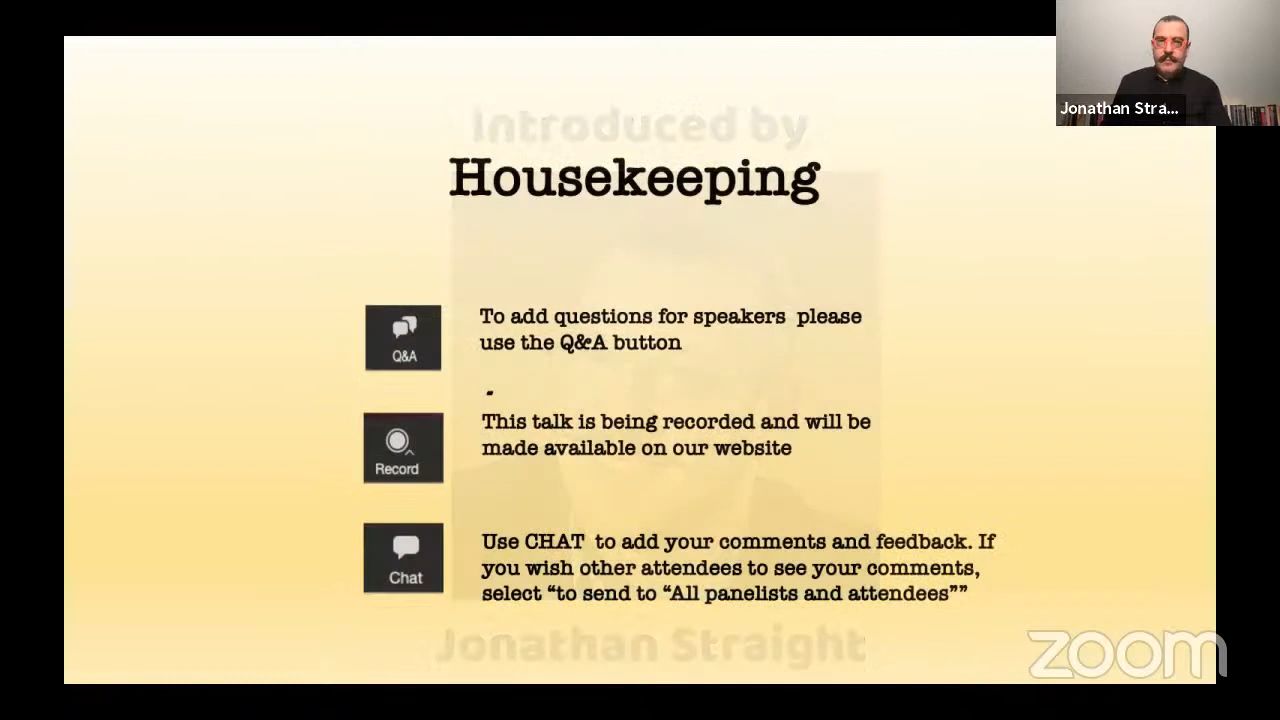 Jonathan Stra...
Introduced by
Housekeeping
Q&A
To add questions for speakers  please
use the Q&A button
-
Record
This talk is being recorded and will be
made available on our website
Chat
Use CHAT  to add your comments and feedback. If
you wish other attendees to see your comments,
select “to send to “All panelists and attendees””
Jonathan Straight
zoom